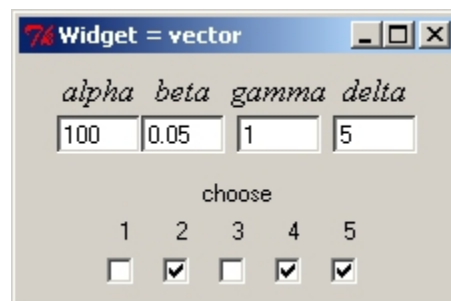 Widget = vector
alpha beta gamma delta
100 0.05 1 5
choose
1 2 3 4 5